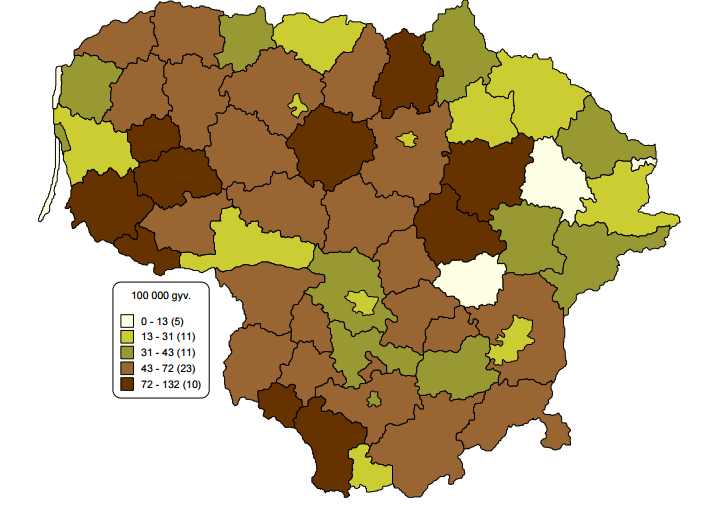 100 000 gyv.
0 - 13 (5)
13 - 31 (11)
31 - 43 (11)
43 - 72 (23)
72 - 132 (10)